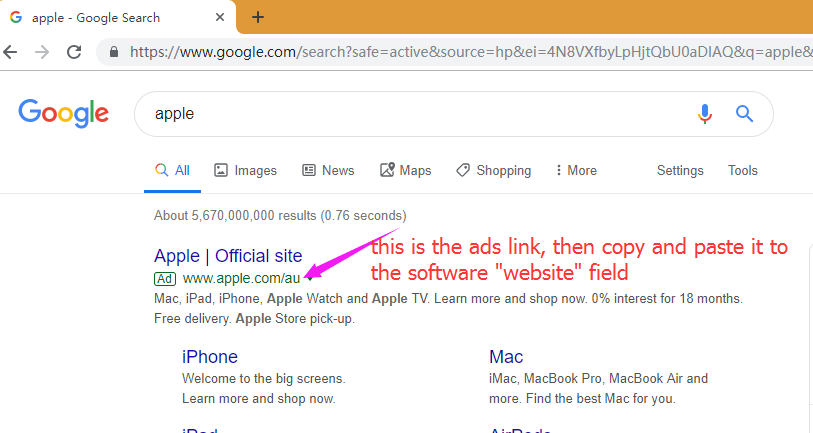 apple - Google Search
https://www.google.com/search?safe=active&source=hp&ei=4N8VXfbyLpHjtQbU0aDIAQ&q=apple&
Google
apple
All Images News Maps Shopping More Settings Tools
About 5,670,000,000 results (0.76 seconds)
this is the ads link, then copy and paste it to
the software "website" field
Apple | Official site
Ad www.apple.com/au
Mac, iPad, iPhone, Apple Watch and Apple TV. Learn more and shop now. 0% interest for 18 months.
Free delivery. Apple Store pick-up.
iPhone
Welcome to the big screens.
Learn more and shop now.
Mac
iMac, MacBook Pro, MacBook Air and
more. Find the best Mac for you.